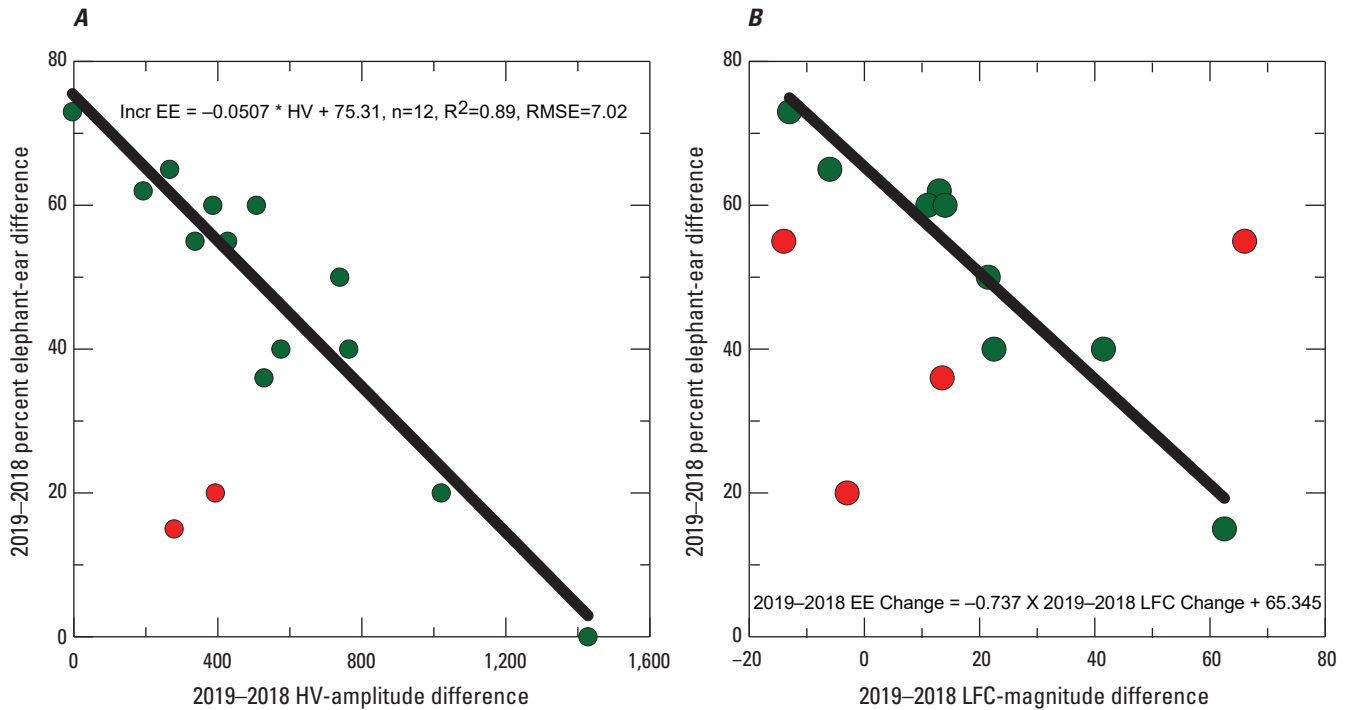 A
80
60
40
20
0
2019–2018 percent elephant-ear difference
Incr EE = –0.0507 * HV + 75.31, n=12, R2=0.89, RMSE=7.02
0 400 800 1,200 1,600
2019–2018 HV-amplitude difference
B
80
60
40
20
0
2019–2018 percent elephant-ear difference
2019–2018 EE Change = –0.737 X 2019–2018 LFC Change + 65.345
–20 0 20 40 60 80
2019–2018 LFC-magnitude difference